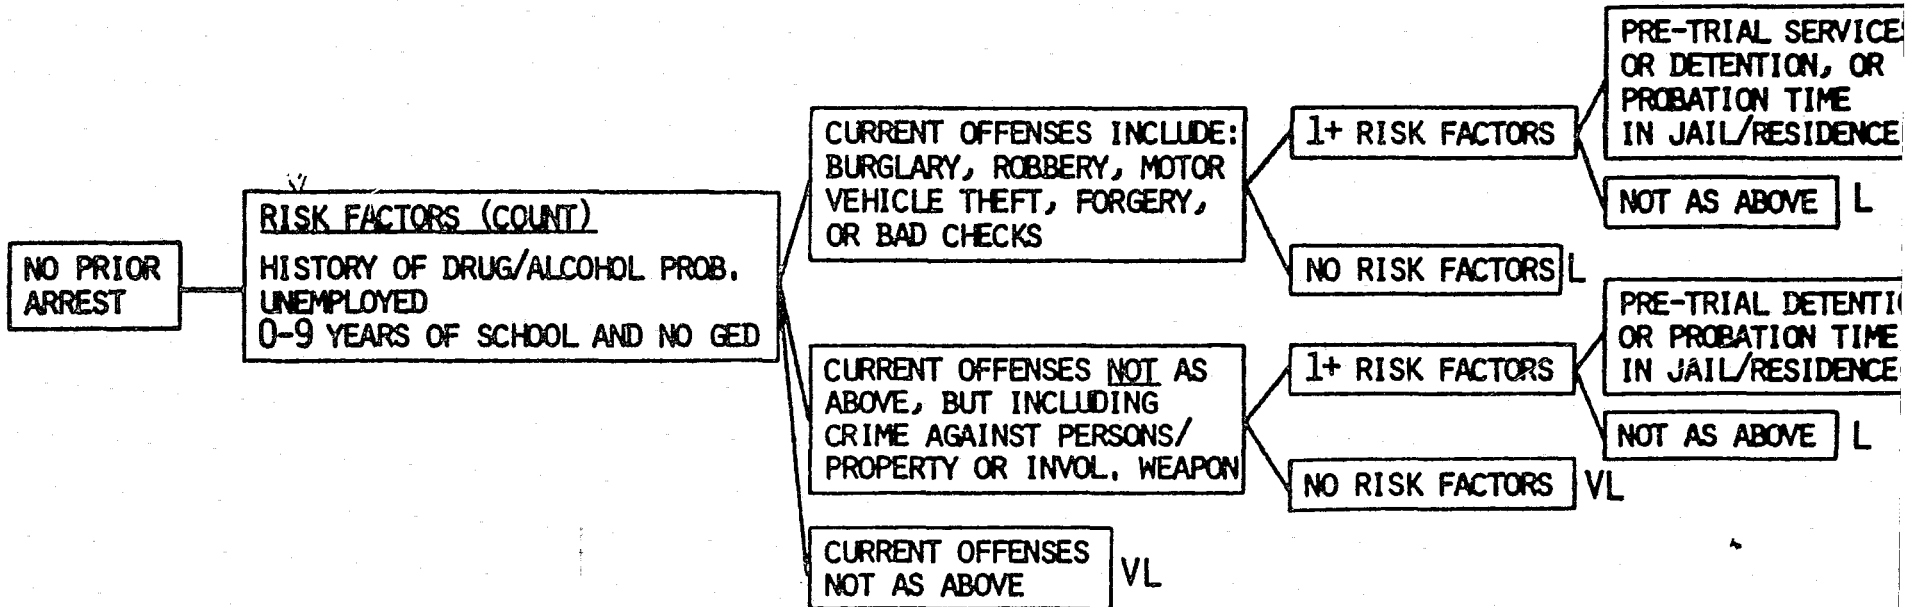 NO PRIOR
ARREST
RISK FACTORS (COUNT)
HISTORY OF DRUG/ALCOHOL PROB.
UNEMPLOYED
0-9 YEARS OF SCHOOL AND NO GED
CURRENT OFFENSES INCLUDE:
BURGLARY, ROBBERY, MOTOR
VEHICLE THEFT, FORGERY,
OR BAD CHECKS
1+ RISK FACTORS
PRE-TRIAL SERVICES
OR DETENTION, OR
PROBATION TIME
IN JAIL/RESIDENCE
NOT AS ABOVE L
NO RISK FACTORS L
CURRENT OFFENSES NOT AS
ABOVE, BUT INCLUDING
CRIME AGAINST PERSONS/
PROPERTY OR INVOL. WEAPON
1+ RISK FACTORS
PRE-TRIAL
OR PROBATION TIME
IN JAIL/RESIDENCE
NOT AS ABOVE L
NO RISK FACTORS VL
CURRENT OFFENSES
NOT AS ABOVE VL